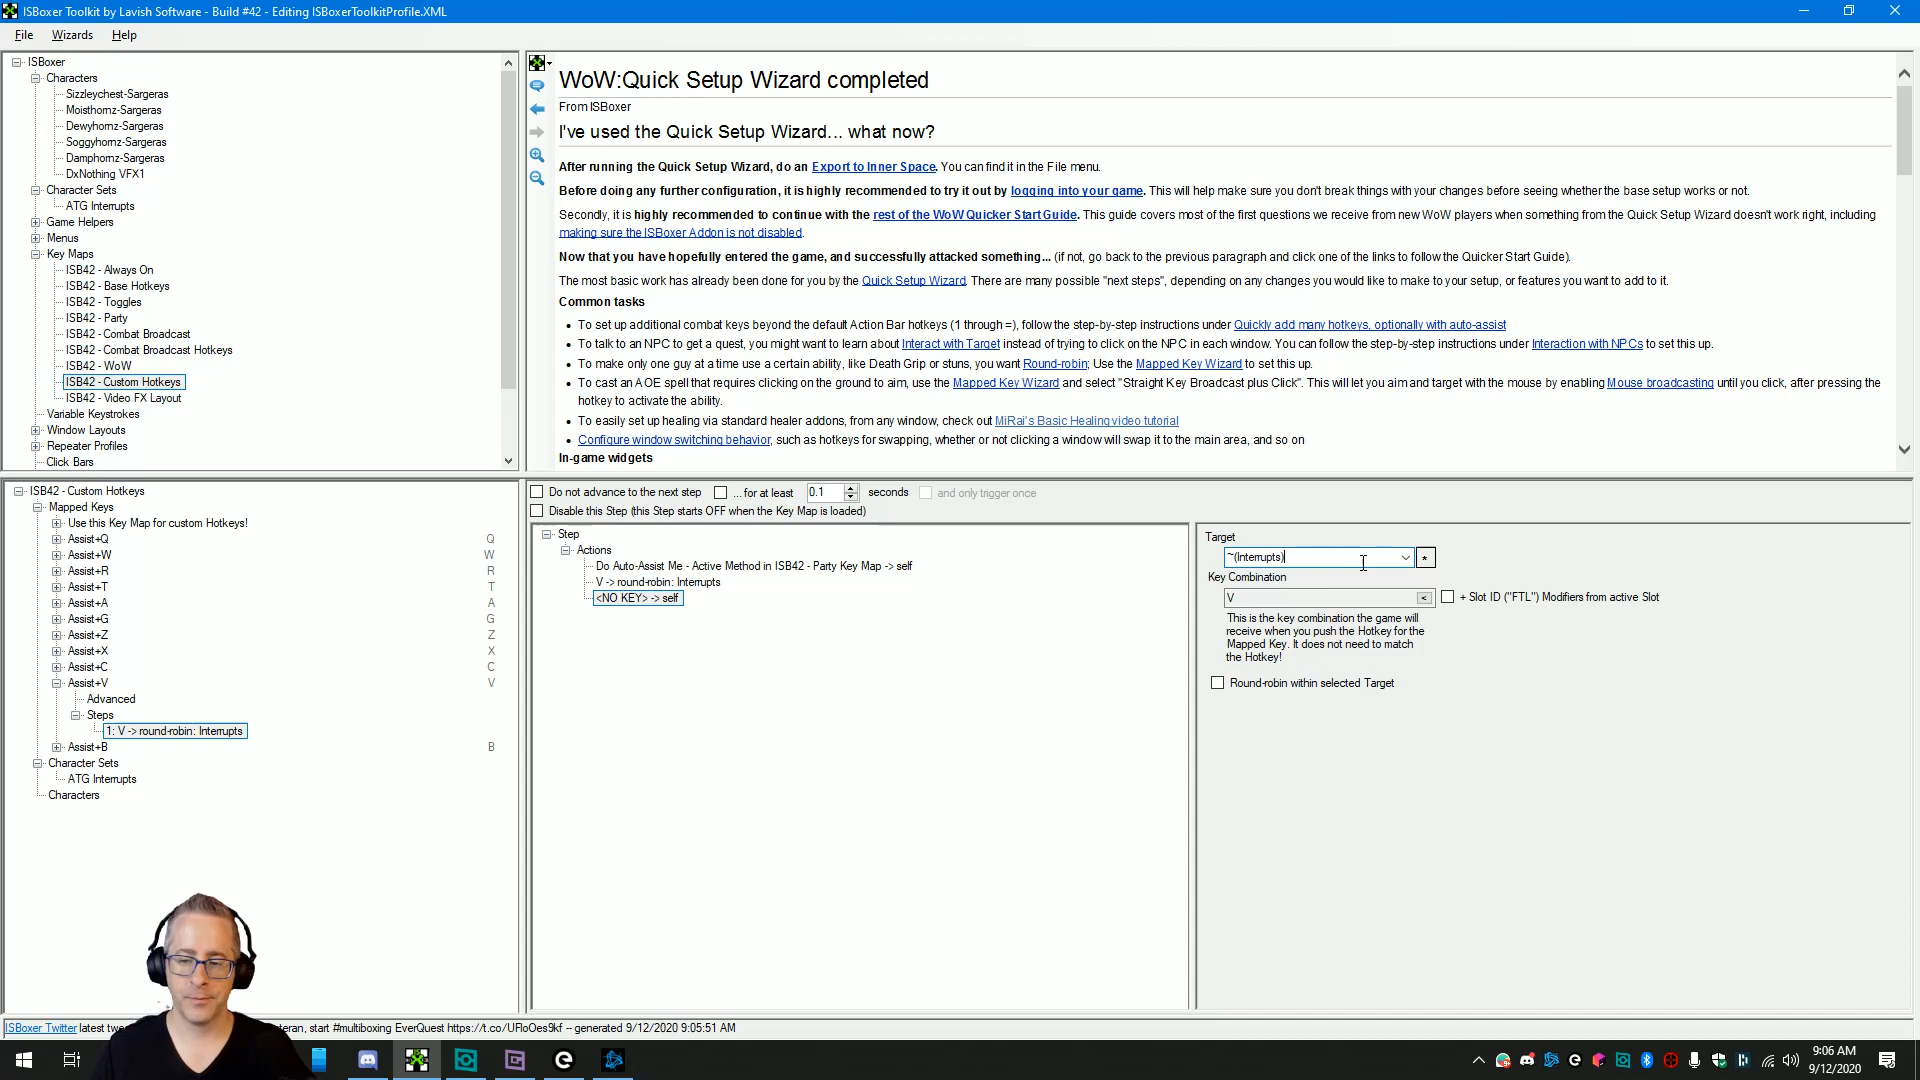 ISBoxer Toolkit by Lavish Software - Build #42 - Editing ISBoxerToolkitProfile.XML
File Wizards Help
ISBoxer
Characters
Sizzleychest-Sargeras
Moisthornz-Sargeras
Dewyhornz-Sargeras
Soggyhornz-Sargeras
Damphornz-Sargeras
DxNothing VFX1
Character Sets
ATG Interrupts
Game Helpers
Menus
Key Maps
ISB42 - Always On
ISB42 - Base Hotkeys
ISB42 - Toggles
ISB42 - Party
ISB42 - Combat Broadcast
ISB42 - Combat Broadcast Hotkeys
ISB42 - WoW
ISB42 - Custom Hotkeys
ISB42 - Video FX Layout
Variable Keystrokes
Window Layouts
Repeater Profiles
Click Bars
WoW:Quick Setup Wizard completed
From ISBoxer
I've used the Quick Setup Wizard... what now?
After running the Quick Setup Wizard, do an Export to Inner Space. You can find it in the File menu.
Before doing any further configuration, it is highly recommended to try it out by logging into your game. This will help make sure you don't break things with your changes before seeing whether the base setup works or not.
Secondly, it is highly recommended to continue with the rest of the WoW Quicker Start Guide. This guide covers most of the first questions we receive from new WoW players when something from the Quick Setup Wizard doesn't work right, including
making sure the ISBoxer Addon is not disabled.
Now that you have hopefully entered the game, and successfully attacked something... (if not, go back to the previous paragraph and click one of the links to follow the Quicker Start Guide).
The most basic work has already been done for you by the Quick Setup Wizard. There are many possible "next steps", depending on any changes you would like to make to your setup, or features you want to add to it.
Common tasks
• To set up additional combat keys beyond the default Action Bar hotkeys (1 through =), follow the step-by-step instructions under Quickly add many hotkeys, optionally with auto-assist
• To talk to an NPC to get a quest, you might want to learn about Interact with Target instead of trying to click on the NPC in each window. You can follow the step-by-step instructions under Interaction with NPCs to set this up.
• To make only one guy at a time use a certain ability, like Death Grip or stuns, you want Round-robin; Use the Mapped Key Wizard to set this up.
• To cast an AOE spell that requires clicking on the ground to aim, use the Mapped Key Wizard and select "Straight Key Broadcast plus Click". This will let you aim and target with the mouse by enabling Mouse broadcasting until you click, after pressing the
hotkey to activate the ability.
• To easily set up healing via standard healer addons, from any window, check out MiRai's Basic Healing video tutorial
• Configure window switching behavior, such as hotkeys for swapping, whether or not clicking a window will swap it to the main area, and so on
In-game widgets
ISB42 - Custom Hotkeys
Mapped Keys
Use this Key Map for custom Hotkeys!
Assist+Q Q
Assist+W W
Assist+R R
Assist+T T
Assist+A A
Assist+G G
Assist+Z Z
Assist+X X
Assist+C C
Assist+V V
Advanced
Steps
1: V -> round-robin: Interrupts
Assist+B B
Character Sets
ATG Interrupts
Characters
Do not advance to the next step ... for at least 0.1 seconds and only trigger once
Disable this Step (this Step starts OFF when the Key Map is loaded)
Step
Actions
Do Auto-Assist Me - Active Method in ISB42 - Party Key Map -> self
V -> round-robin: Interrupts
<NO KEY> -> self
Target
~(Interrupts) *
Key Combination
V < + Slot ID ("FTL") Modifiers from active Slot
This is the key combination the game will
receive when you push the Hotkey for the
Mapped Key. It does not need to match
the Hotkey!
Round-robin within selected Target
ISBoxer Twitter latest twe teran, start #multiboxing EverQuest https://t.co/UFloOes9kf -- generated 9/12/2020 9:05:51 AM
9:06 AM
9/12/2020